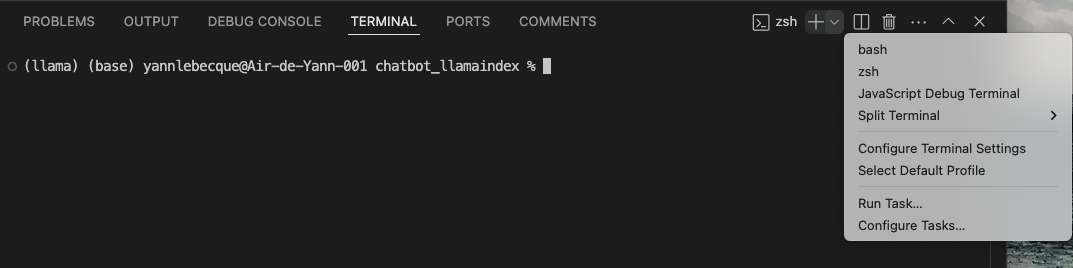 PROBLEMS OUTPUT DEBUG CONSOLE TERMINAL PORTS COMMENTS zsh
(llama) (base) yannlebecque@Air-de-Yann-001 chatbot_llamaindex %
bash
zsh
JavaScript Debug Terminal
Split Terminal
Configure Terminal Settings
Select Default Profile
Run Task...
Configure Tasks...